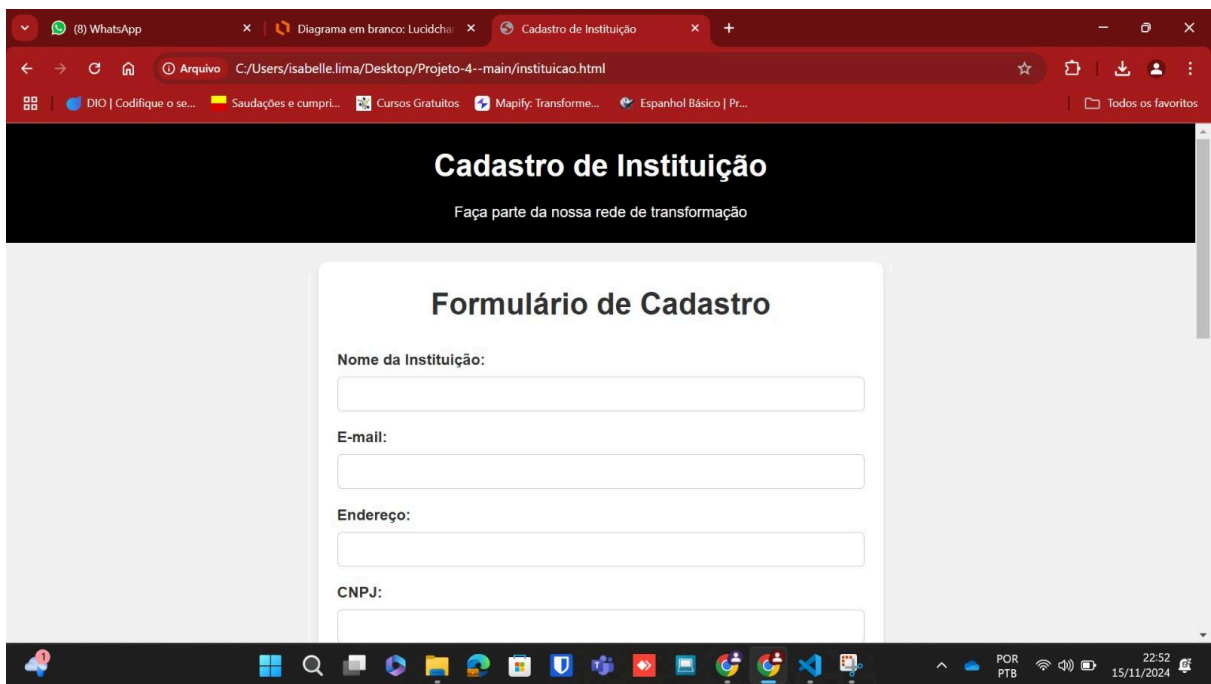 (8) WhatsApp
Diagrama em branco: Lucidchar
Cadastro de Instituição
Arquivo C:/Users/isabelle.lima/Desktop/Projeto-4--main/instituicao.html
DIO | Codifique o se... Saudações e cumpri... Cursos Gratuitos Mapify: Transforme... Espanhol Básico | Pr... Todos os favoritos
Cadastro de Instituição
Faça parte da nossa rede de transformação
Formulário de Cadastro
Nome da Instituição:
E-mail:
Endereço:
CNPJ:
1
POR
PTB
22:52
15/11/2024